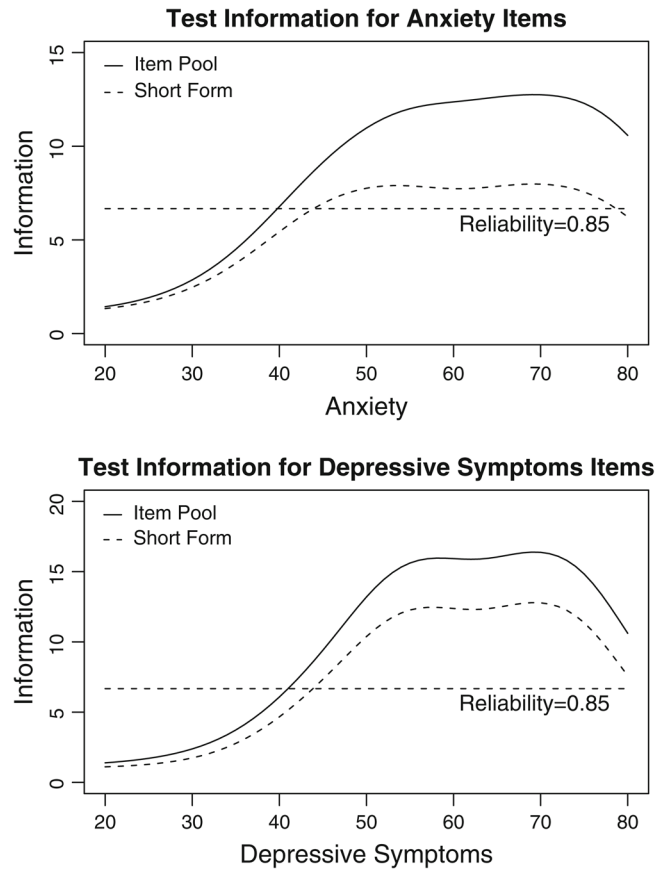 Test Information for Anxiety Items
15
10
5
0
Information
Item Pool
Short Form
Reliability=0.85
20 30 40 50 60 70 80
Anxiety
Test Information for Depressive Symptoms Items
20
15
10
5
0
Information
Item Pool
Short Form
Reliability=0.85
20 30 40 50 60 70 80
Depressive Symptoms